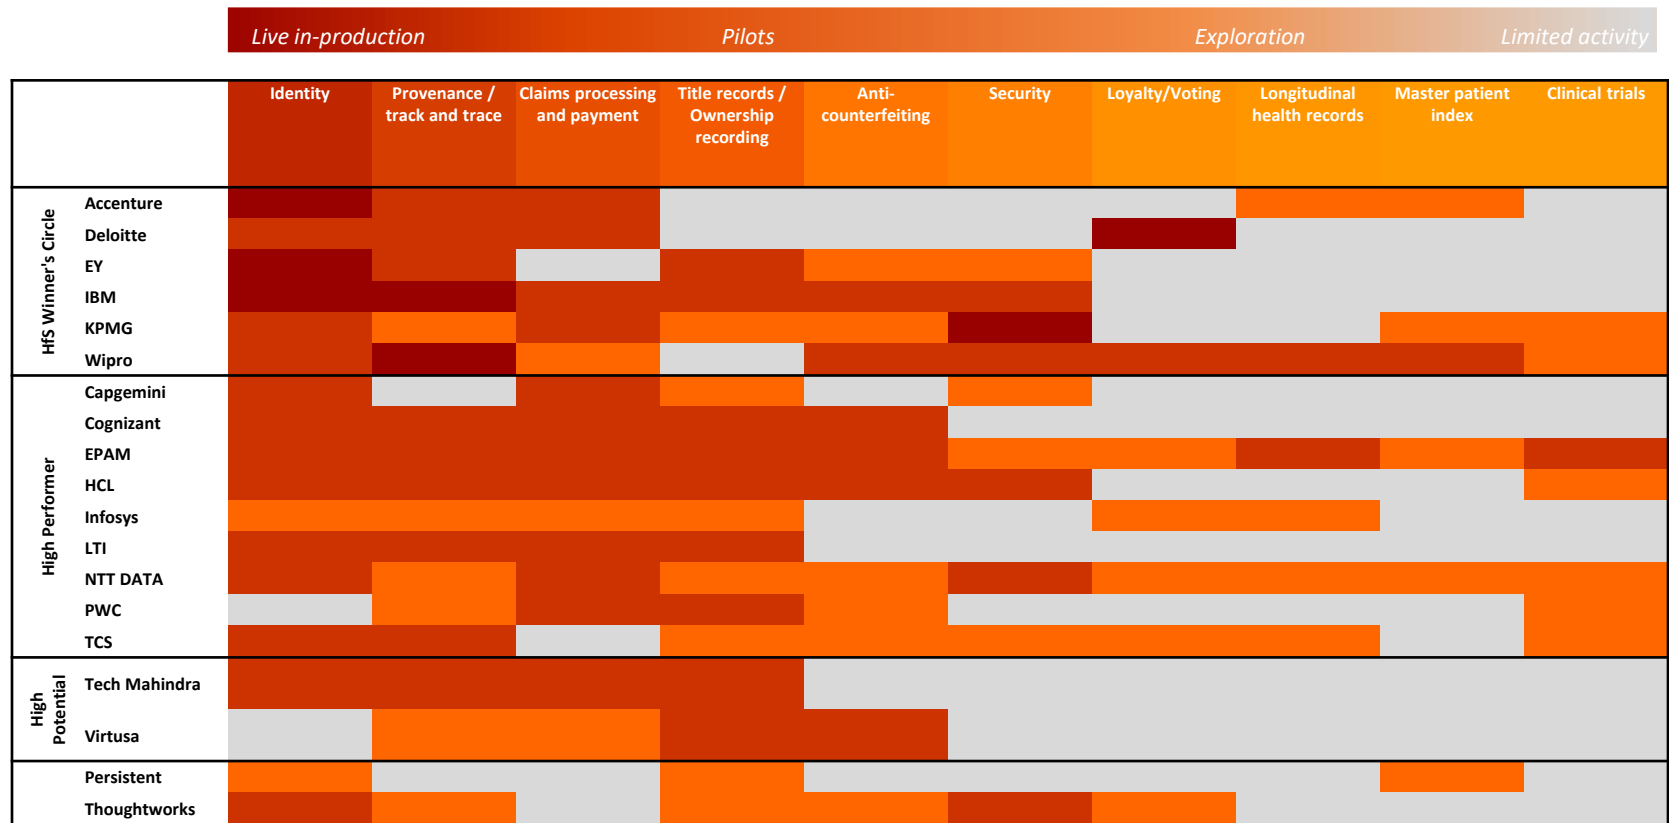 Live in-production Pilots Exploration Limited activity
Identity
Provenance /
track and trace
Claims processing
and payment
Title records /
Ownership
recording
Anti-
counterfeiting
Security
Loyalty/Voting
Longitudinal
health records
Master patient
index
Clinical trials
HfS Winner's Circle
Accenture
Deloitte
EY
IBM
KPMG
Wipro
High Performer
Capgemini
Cognizant
EPAM
HCL
Infosys
LTI
NTT DATA
PWC
TCS
High
Potential
Tech Mahindra
Virtusa
Persistent
Thoughtworks